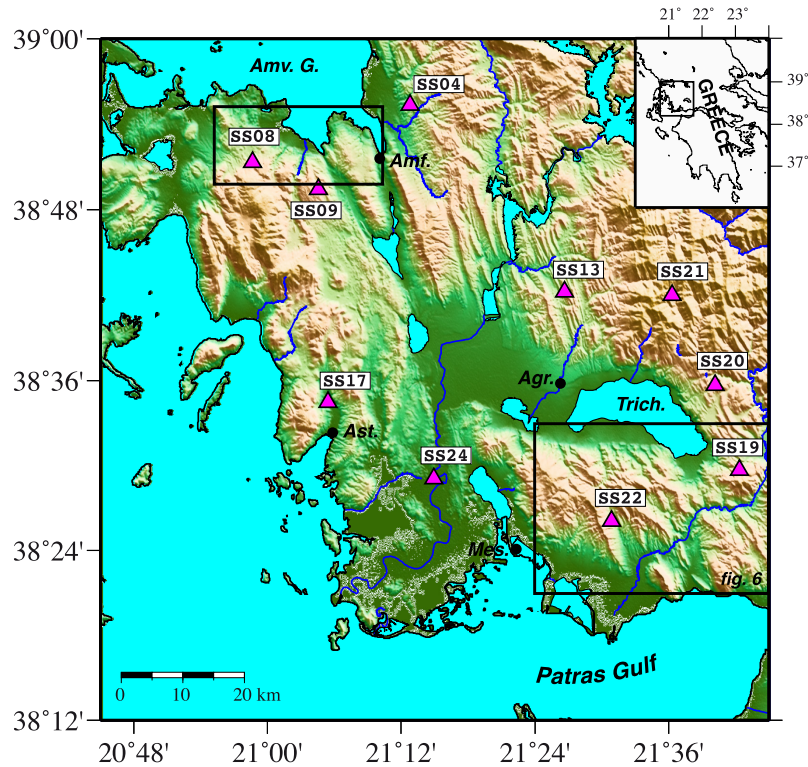 21° 22° 23°
39°00'
Amv. G.
SS04
39°
GREECE
38°
37°
SS08
Amf.
38°48'
SS09
SS13
SS21
38°36'
SS17
Agr.
SS20
Trich.
Ast.
SS24
SS19
SS22
38°24'
Mes.
fig. 6
Patras Gulf
0 10 20 km
38°12'
20°48' 21°00' 21°12' 21°24' 21°36'